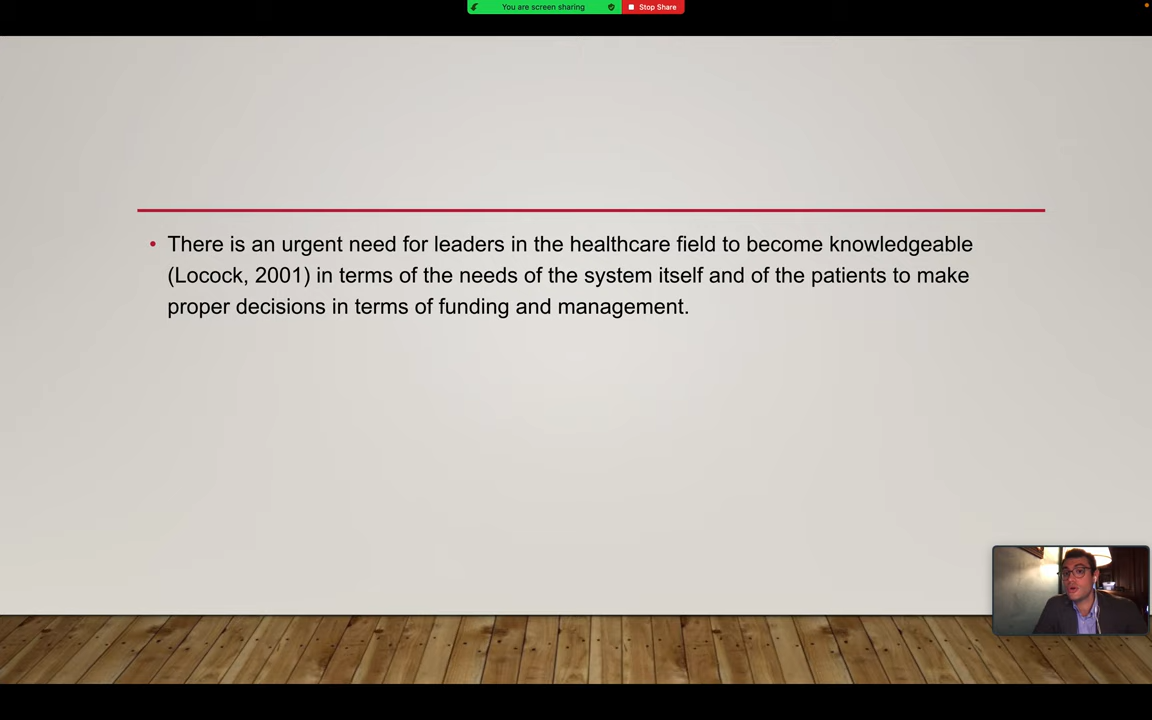 You are screen sharing
Stop Share
• There is an urgent need for leaders in the healthcare field to become knowledgeable
(Locock, 2001) in terms of the needs of the system itself and of the patients to make
proper decisions in terms of funding and management.